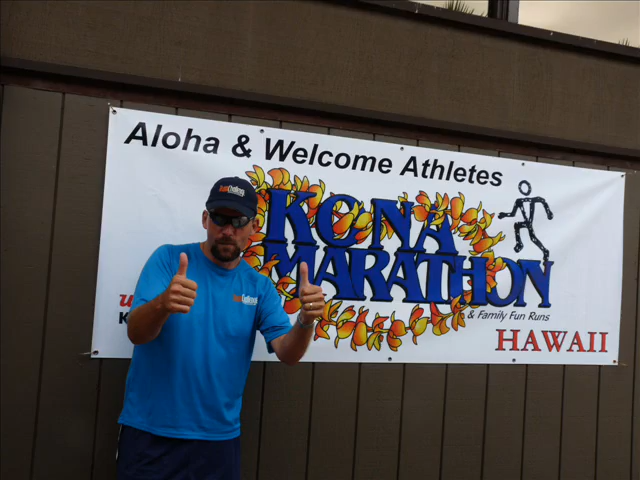 Aloha & Welcome Athletes
KONA
MARATHON
& Family Fun Runs
HAWAII